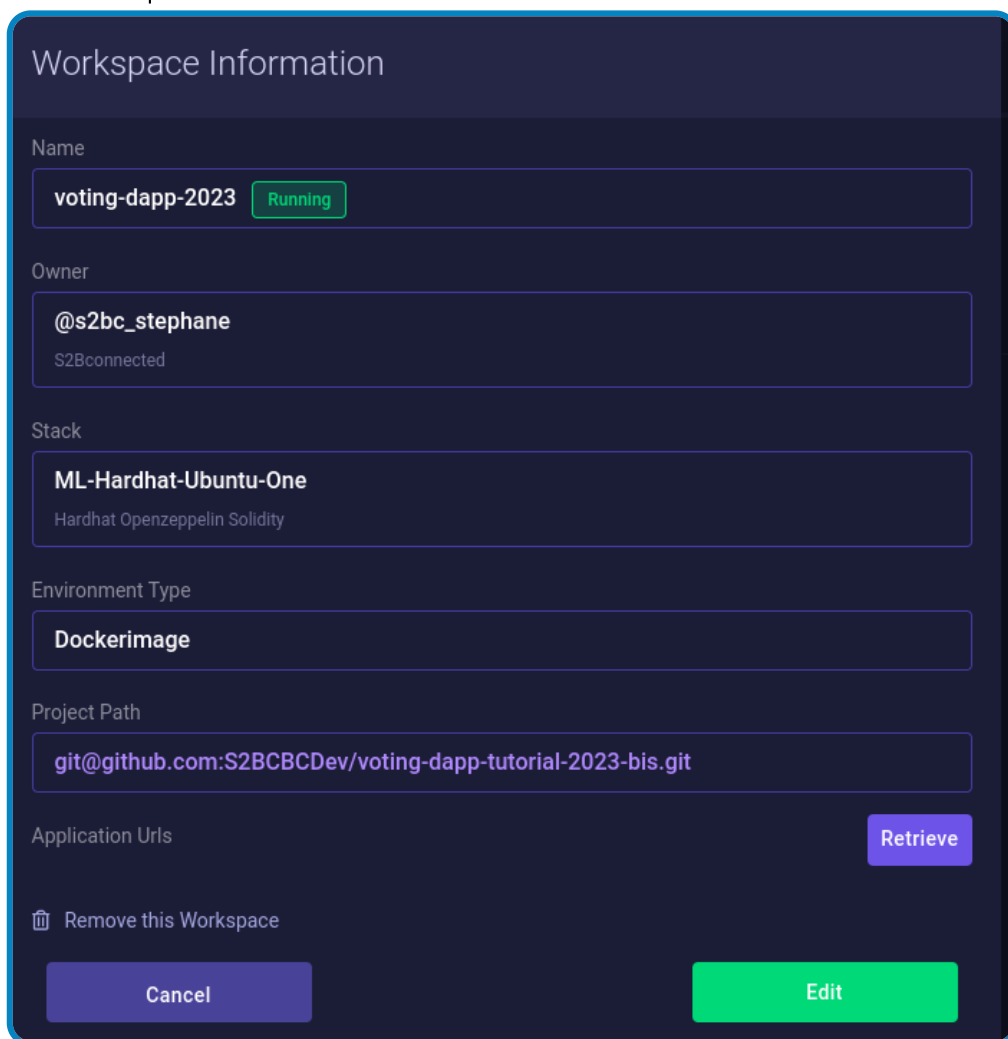 Workspace Information
Name
voting-dapp-2023 Running
Owner
@s2bc_stephane
S2Bconnected
Stack
ML-Hardhat-Ubuntu-One
Hardhat Openzeppelin Solidity
Environment Type
Dockerimage
Project Path
git@github.com:S2BCBCDev/voting-dapp-tutorial-2023-bis.git
Application Urls Retrieve
Remove this Workspace
Cancel Edit